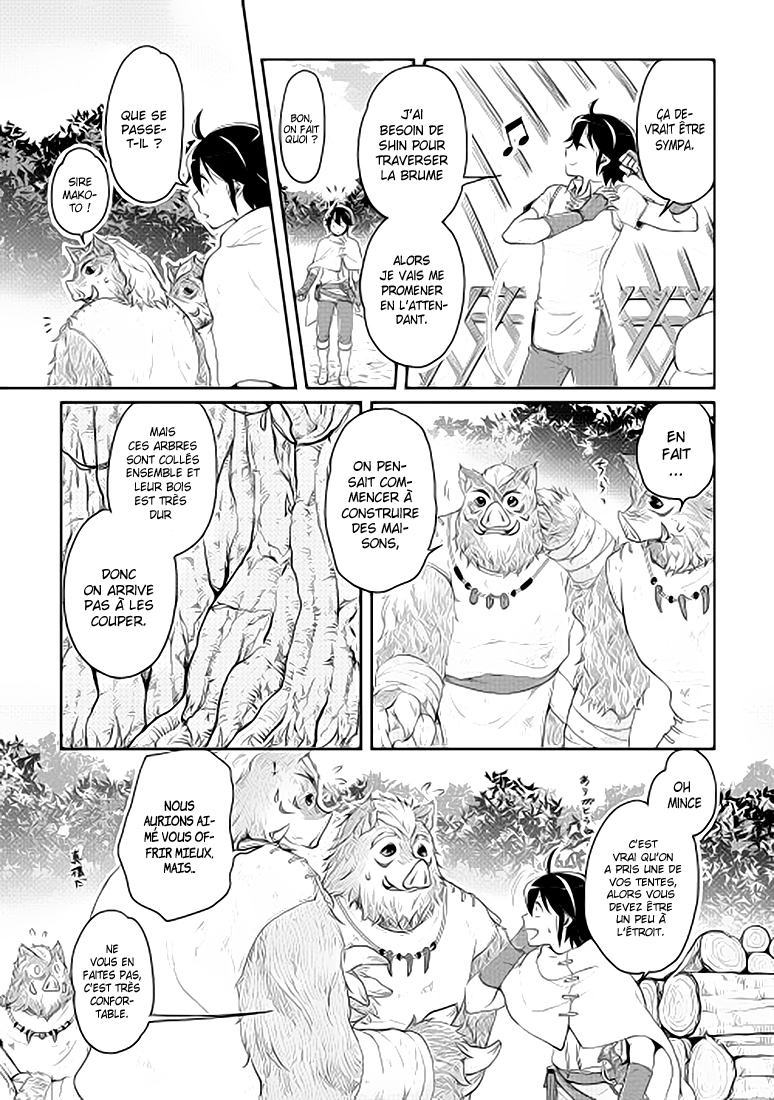 ÇA DE-
VRAIT ÊTRE
SYMPA.
J'AI
BESOIN DE
SHIN POUR
TRAVERSER
LA BRUME
ALORS
JE VAIS ME
PROMENER
EN L'ATTEN-
DANT.
BON,
ON FAIT
QUOI ?
QUE SE
PASSE-
T-IL ?
SIRE
MAKO-
TO !
EN
FAIT
...
ON PEN-
SAIT COM-
MENCER À
CONSTRUIRE
DES MAI-
SONS,
MAIS
CES ARBRES
SONT COLLÉS
ENSEMBLE ET
LEUR BOIS
EST TRÈS
DUR
DONC
ON ARRIVE
PAS À LES
COUPER.
OH
MINCE
C'EST
VRAI QU'ON
A PRIS UNE DE
VOS TENTES,
ALORS VOUS
DEVEZ ÊTRE
UN PEU À
L'ÉTROIT.
NOUS
AURIONS AI-
MÉ VOUS OF-
FRIR MIEUX,
MAIS..
NE
VOUS EN
FAITES PAS,
C'EST TRÈS
CONFOR-
TABLE.